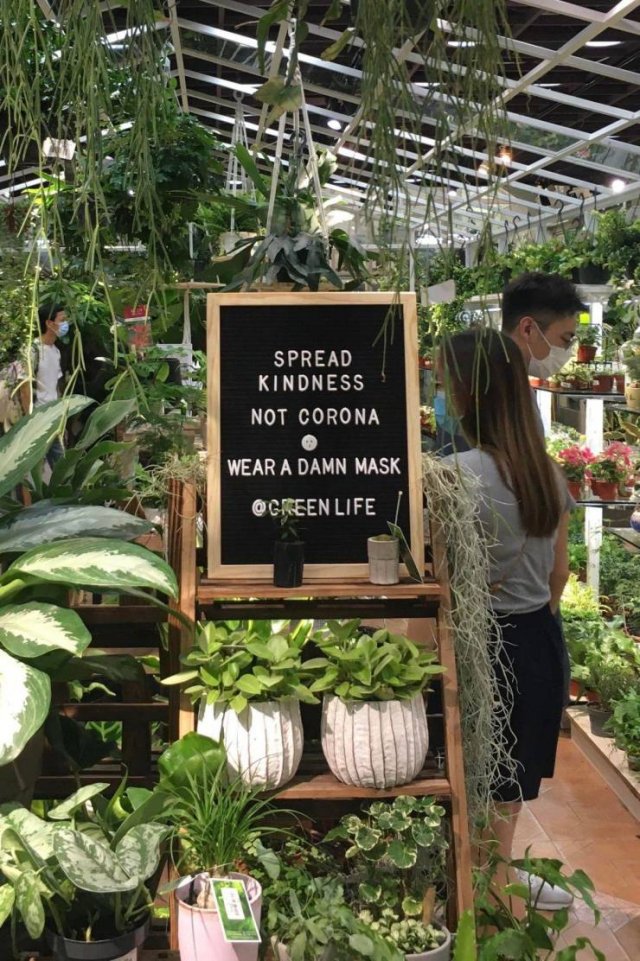 SPREAD
KINDNESS
NOT CORONA
WEAR A DAMN MASK
@GREEN LIFE